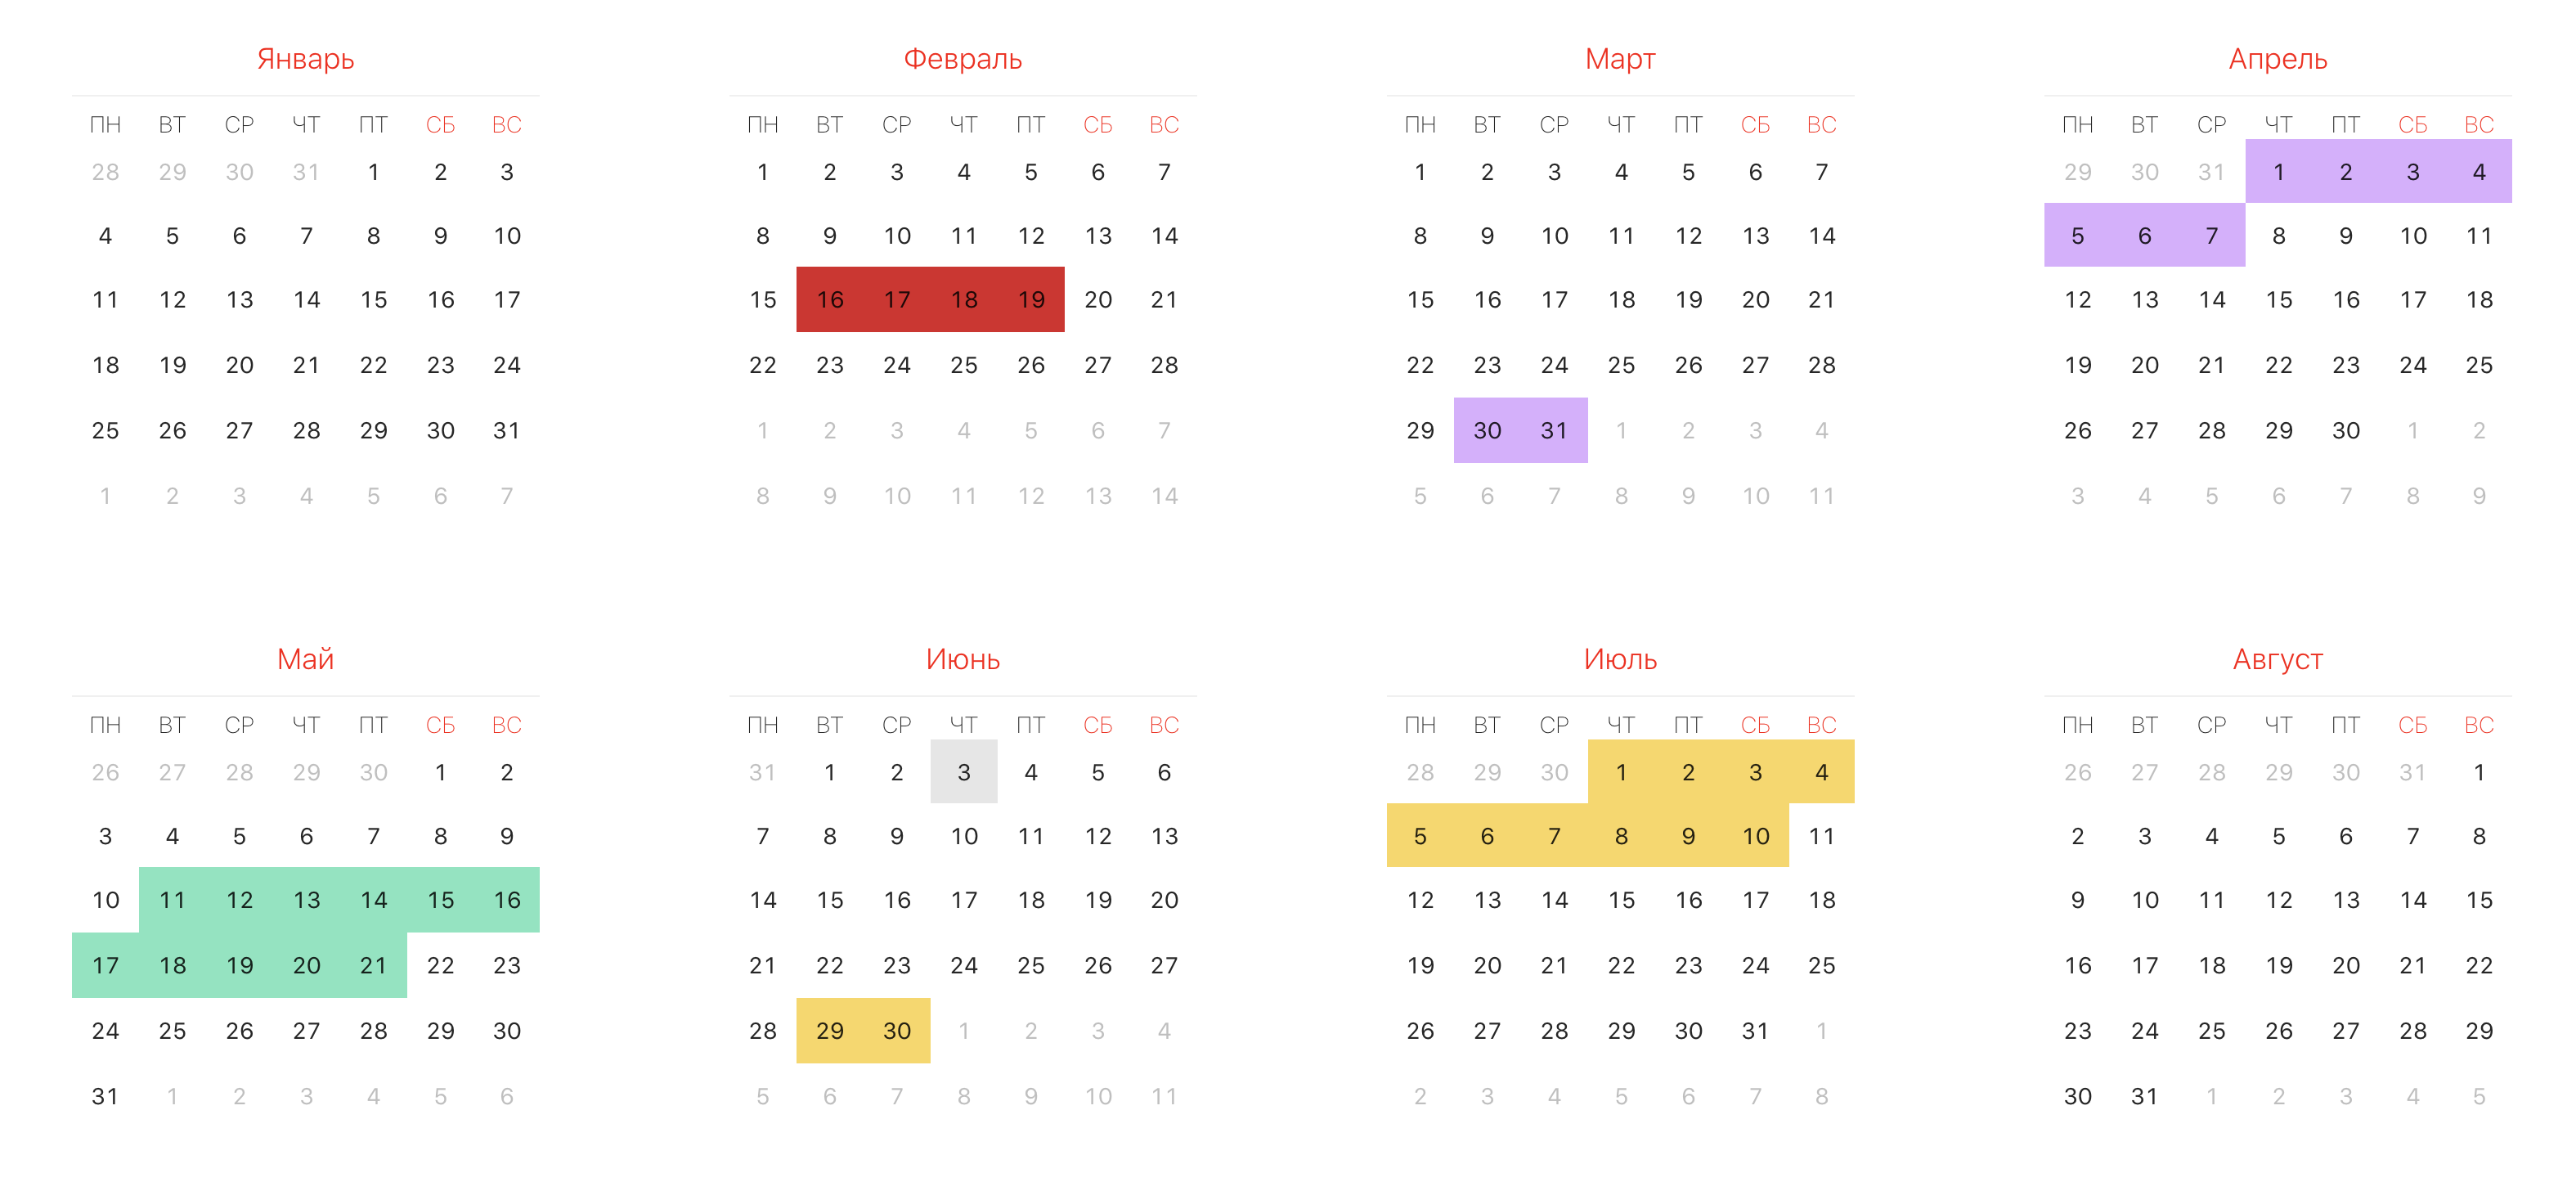 Январь
ПН ВТ СР ЧТ ПТ СБ ВС
28 29 30 31 1 2 3
4 5 6 7 8 9 10
11 12 13 14 15 16 17
18 19 20 21 22 23 24
25 26 27 28 29 30 31
1 2 3 4 5 6 7
Февраль
ПН ВТ СР ЧТ ПТ СБ ВС
1 2 3 4 5 6 7
8 9 10 11 12 13 14
15 16 17 18 19 20 21
22 23 24 25 26 27 28
1 2 3 4 5 6 7
8 9 10 11 12 13 14
Март
ПН ВТ СР ЧТ ПТ СБ ВС
1 2 3 4 5 6 7
8 9 10 11 12 13 14
15 16 17 18 19 20 21
22 23 24 25 26 27 28
29 30 31 1 2 3 4
5 6 7 8 9 10 11
Апрель
ПН ВТ СР ЧТ ПТ СБ ВС
29 30 31 1 2 3 4
5 6 7 8 9 10 11
12 13 14 15 16 17 18
19 20 21 22 23 24 25
26 27 28 29 30 1 2
3 4 5 6 7 8 9
Май
ПН ВТ СР ЧТ ПТ СБ ВС
26 27 28 29 30 1 2
3 4 5 6 7 8 9
10 11 12 13 14 15 16
17 18 19 20 21 22 23
24 25 26 27 28 29 30
31 1 2 3 4 5 6
Июнь
ПН ВТ СР ЧТ ПТ СБ ВС
31 1 2 3 4 5 6
7 8 9 10 11 12 13
14 15 16 17 18 19 20
21 22 23 24 25 26 27
28 29 30 1 2 3 4
5 6 7 8 9 10 11
Июль
ПН ВТ СР ЧТ ПТ СБ ВС
28 29 30 1 2 3 4
5 6 7 8 9 10 11
12 13 14 15 16 17 18
19 20 21 22 23 24 25
26 27 28 29 30 31 1
2 3 4 5 6 7 8
Август
ПН ВТ СР ЧТ ПТ СБ ВС
26 27 28 29 30 31 1
2 3 4 5 6 7 8
9 10 11 12 13 14 15
16 17 18 19 20 21 22
23 24 25 26 27 28 29
30 31 1 2 3 4 5